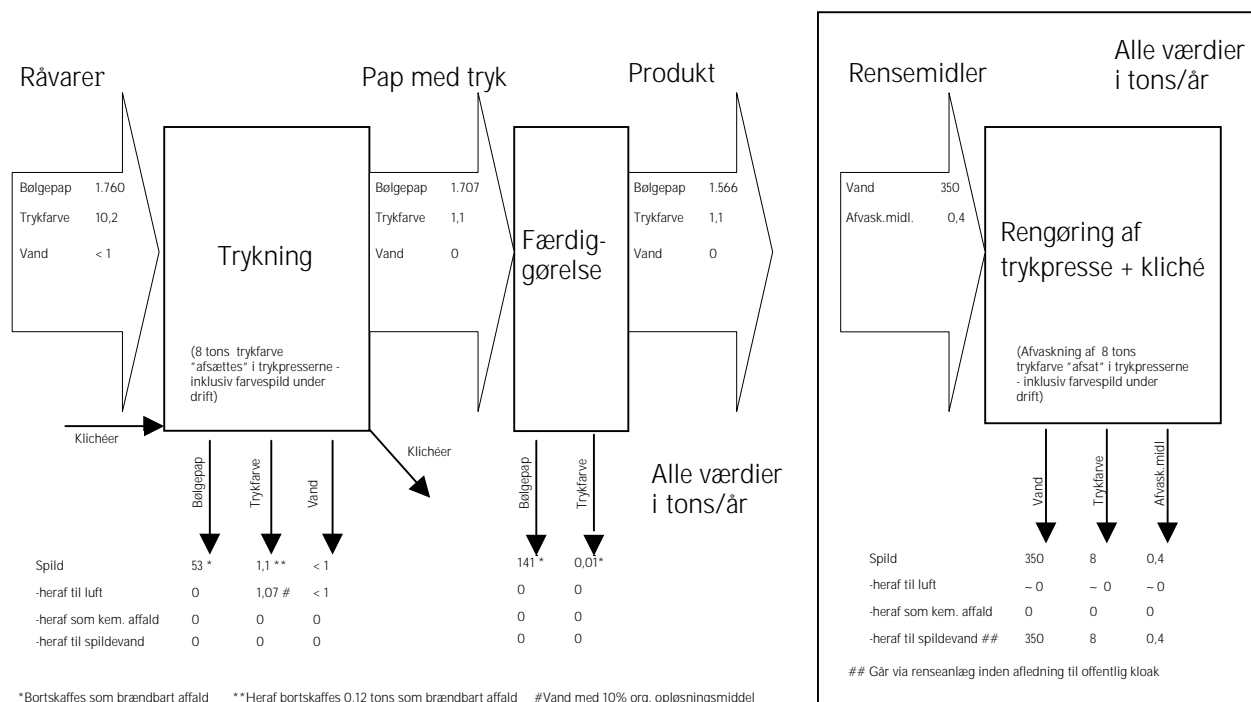 Råvarer
Pap med tryk
Produkt
Bølgepap 1.760
Trykfarve 10,2
Vand < 1
Trykning
(8 tons trykfarve
"afsættes" i trykpresserne -
inklusiv farvespild under
drift)
Bølgepap 1.707
Trykfarve 1,1
Vand 0
Færdig-
gørelse
Bølgepap 1.566
Trykfarve 1,1
Vand 0
Klichéer
Klichéer
Bølgepap
Trykfarve
Vand
Bølgepap
Trykfarve
Alle værdier
i tons/år
Spild 53 * 1,1 ** < 1 141 * 0,01*
-heraf til luft 0 1,07 # < 1 0 0
-heraf som kem. affald 0 0 0 0 0
-heraf til spildevand 0 0 0 0 0
*Bortskaffes som brændbart affald **Heraf bortskaffes 0,12 tons som brændbart affald #Vand med 10% org. opløsningsmiddel
Rensemidler
Alle værdier
i tons/år
Vand 350
Afvask.midl. 0,4
Rengøring af
trykpresse + kliché
(Afvaskning af 8 tons
trykfarve "afsat" i trykpresserne
- inklusiv farvespild under
drift)
Vand
Trykfarve
Afvask.midl
Spild 350 8 0,4
-heraf til luft ~ 0 ~ 0 ~ 0
-heraf som kem. affald 0 0 0
-heraf til spildevand ## 350 8 0,4
## Går via renseanlæg inden afledning til offentlig kloak